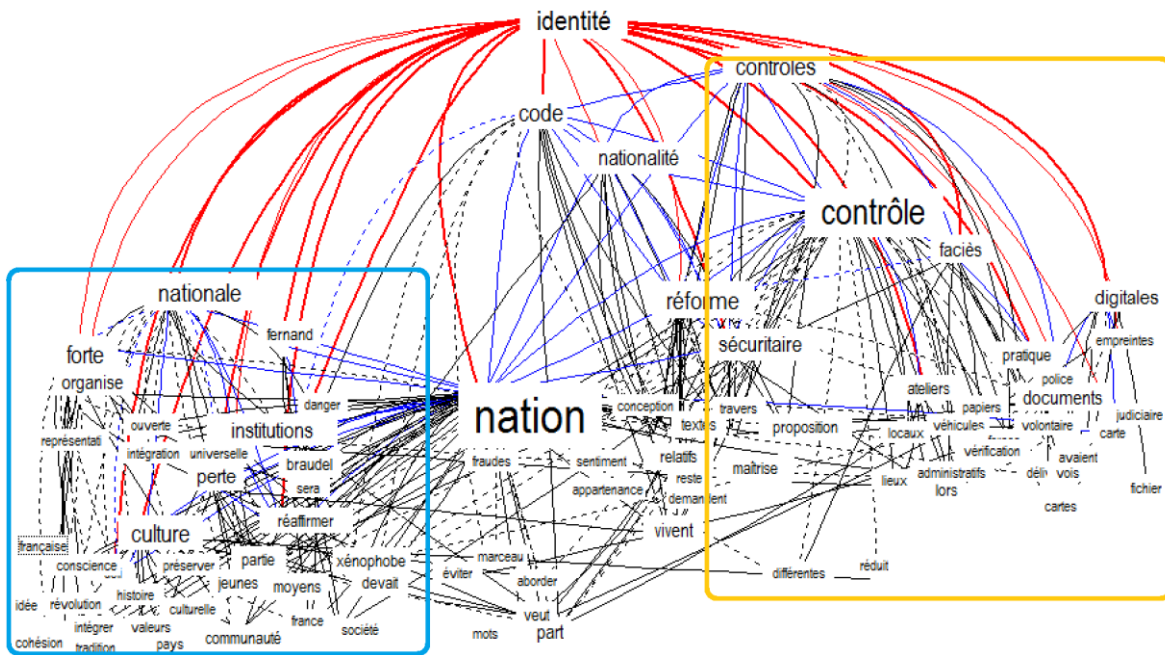 identité
contrôles
code
nationalité
contrôle
faciès
nationale
réforme
digitales
fernand
empreintes
sécuritaire
forte
pratique
organise
police
ateliers
documents
danger
conception
travers
papiers
judiciaire
nation
ouverte
institutions
textes
proposition
véhicules
volontaire
carte
représentati
locaux
intégration
universelle
vérification
avaient
braudel
fraudes
sentiment
relatifs
maîtrise
vois
perte
sera
reste
lieux
administratifs
déliv
appartenance
demandent
lors
fichier
cartes
culture
réaffirmer
vivent
française
conscience
préserver
partie
xénophobe
marceau
réduit
éviter
différentes
jeunes
moyens
devait
aborder
histoire
idée
révolution
culturelle
veut
france
intégrer
valeurs
communauté
société
mots
part
cohésion
tradition
pays